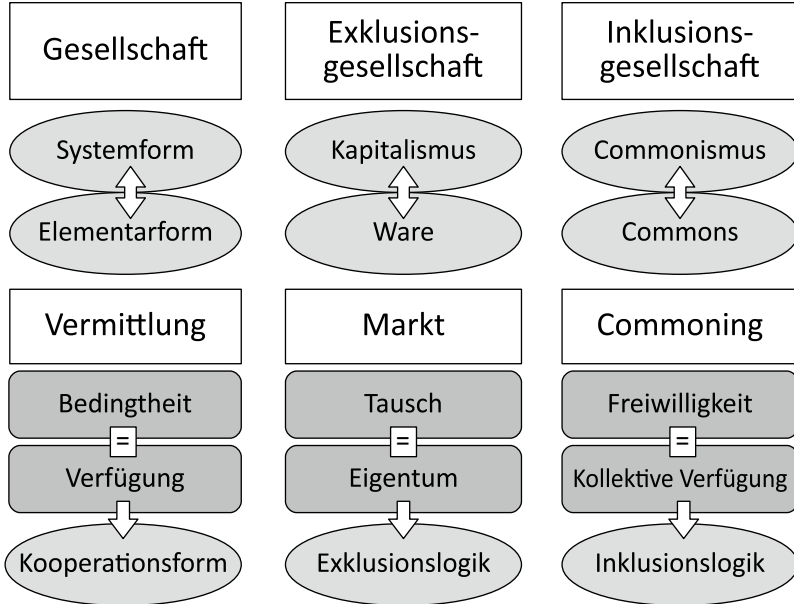 Gesellschaft
Exklusions-
gesellschaft
Inklusions-
gesellschaft
Systemform
Kapitalismus
Commonismus
Elementarform
Ware
Commons
Vermittlung
Markt
Commoning
Bedingtheit
Tausch
Freiwilligkeit
=
=
=
Verfügung
Eigentum
Kollektive Verfügung
Kooperationsform
Exklusionslogik
Inklusionslogik